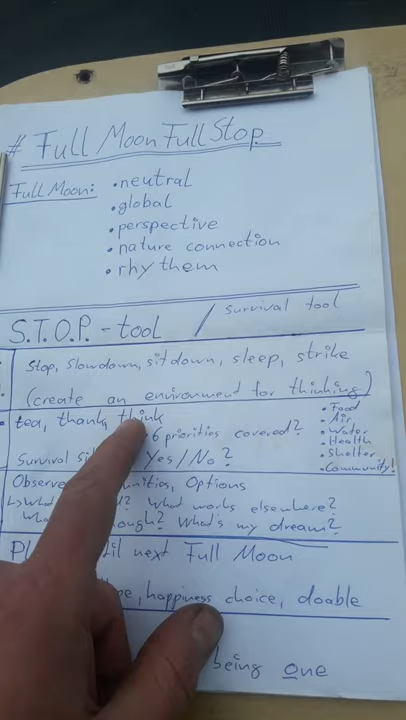 # Full Moon Full Stop
Full Moon: • neutral
• global
• perspective
• nature connection
• rhythem
S.T.O.P. - tool / survival tool
Stop, slowdown, sit down, sleep, strike
(create an environment for thinking)
tea, thank, think
6 priorities covered?
• Food
• Air
• Water
• Health
• Shelter
• Community!
Survival Yes/No?
Observe Options
What works elsewhere?
What's my dream?
next Full Moon
happiness choice, doable
being one